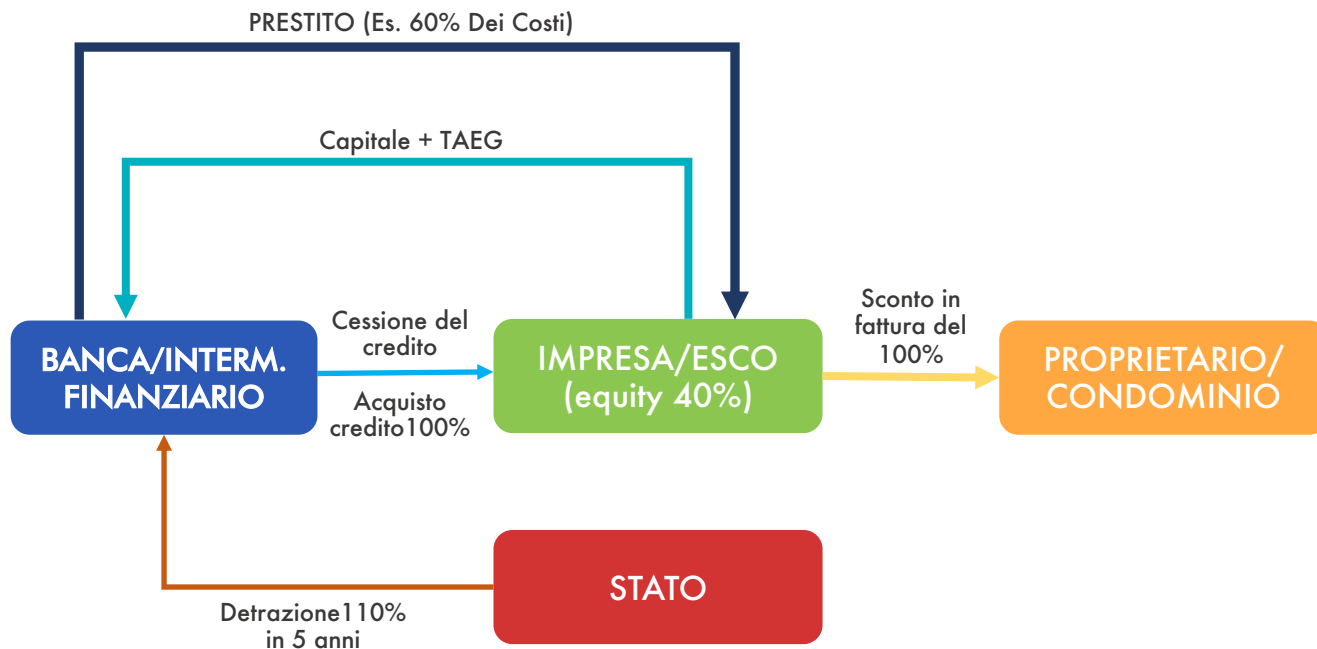 PRESTITO (Es. 60% Dei Costi)
Capitale + TAEG
BANCA/INTERM.
FINANZIARIO
Cessione del
credito
Acquisto
credito100%
IMPRESA/ESCO
(equity 40%)
Sconto in
fattura del
100%
PROPRIETARIO/
CONDOMINIO
STATO
Detrazione110%
in 5 anni